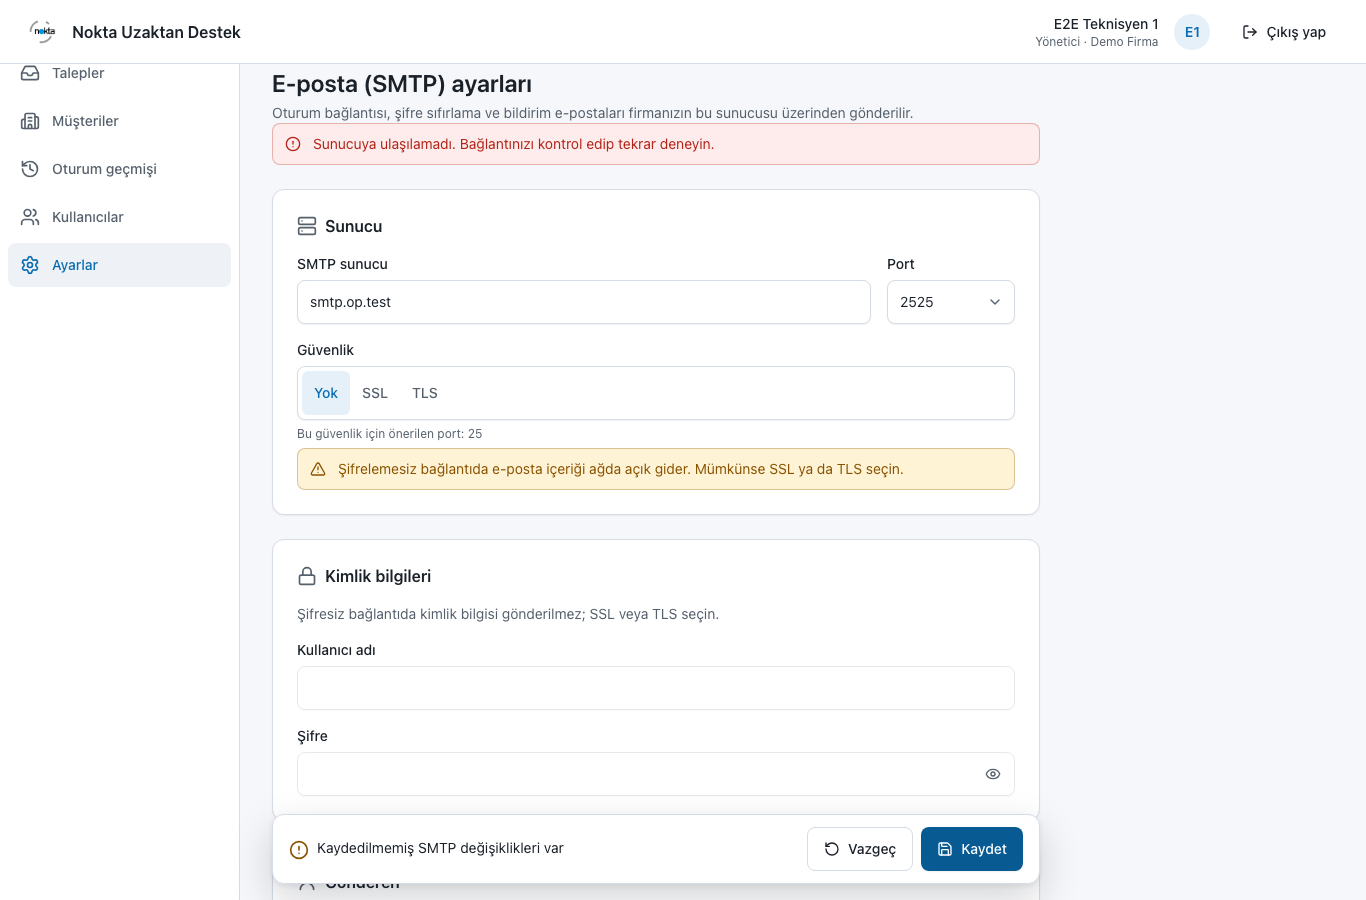 nokta
Nokta Uzaktan Destek
E2E Teknisyen 1
Yönetici · Demo Firma
E1
Çıkış yap
Talepler
Müşteriler
Oturum geçmişi
Kullanıcılar
Ayarlar
E-posta (SMTP) ayarları
Oturum bağlantısı, şifre sıfırlama ve bildirim e-postaları firmanızın bu sunucusu üzerinden gönderilir.
Sunucuya ulaşılamadı. Bağlantınızı kontrol edip tekrar deneyin.
Sunucu
SMTP sunucu
Port
smtp.op.test
2525
Güvenlik
Yok SSL TLS
Bu güvenlik için önerilen port: 25
Şifrelemesiz bağlantıda e-posta içeriği ağda açık gider. Mümkünse SSL ya da TLS seçin.
Kimlik bilgileri
Şifresiz bağlantıda kimlik bilgisi gönderilmez; SSL veya TLS seçin.
Kullanıcı adı
Şifre
Kaydedilmemiş SMTP değişiklikleri var
Vazgeç
Kaydet
Gönderen